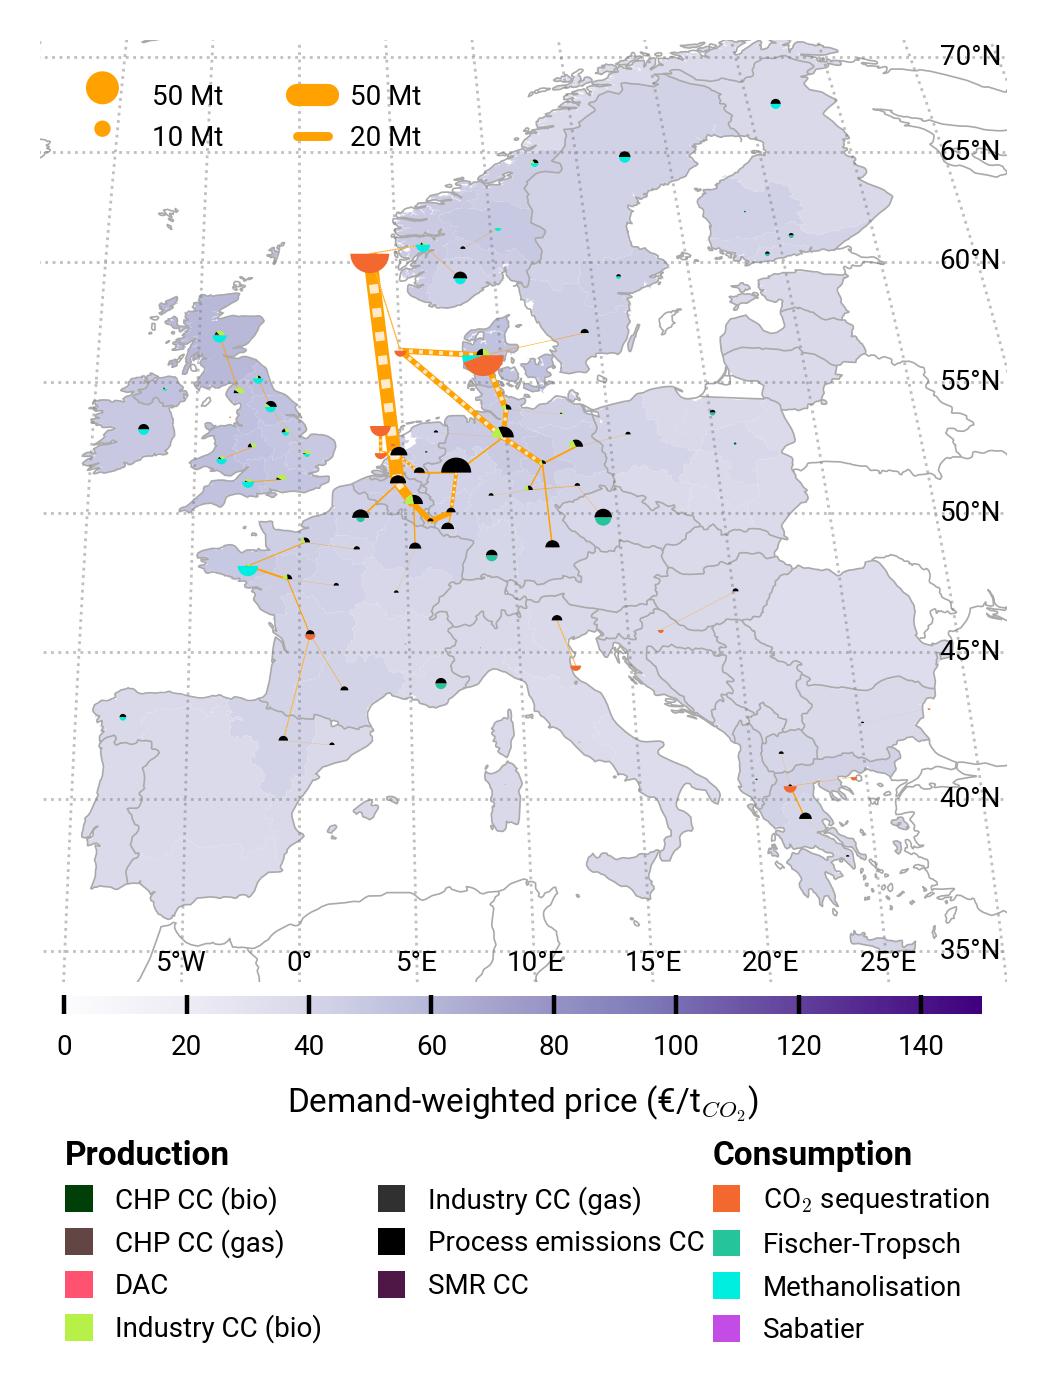 70°N
50 Mt 50 Mt
10 Mt 20 Mt
65°N
60°N
55°N
50°N
45°N
40°N
35°N
5°W 0° 5°E 10°E 15°E 20°E 25°E
0 20 40 60 80 100 120 140
Demand-weighted price (€/t_{CO_2})
Production Consumption
CHP CC (bio) Industry CC (gas) CO₂ sequestration
CHP CC (gas) Process emissions CC Fischer-Tropsch
DAC SMR CC Methanolisation
Industry CC (bio) Sabatier